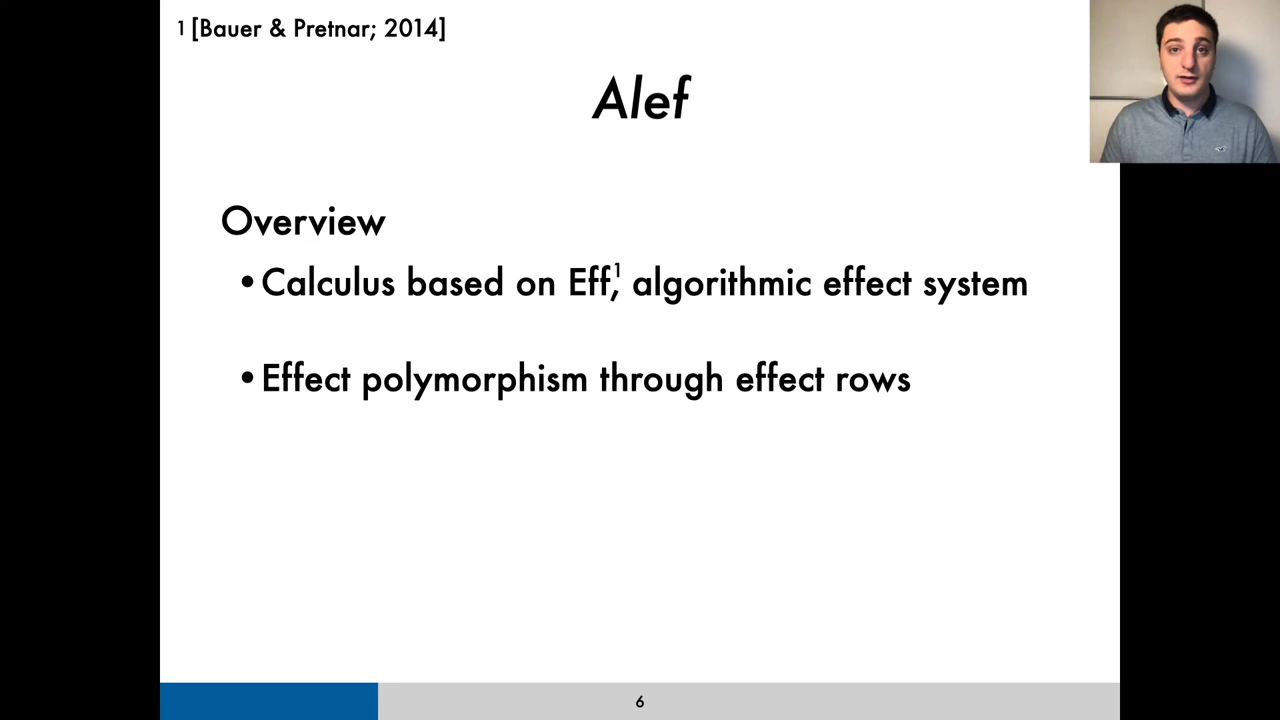 1 [Bauer & Pretnar; 2014]
Alef
Overview
•Calculus based on Eff,1 algorithmic effect system
•Effect polymorphism through effect rows
6